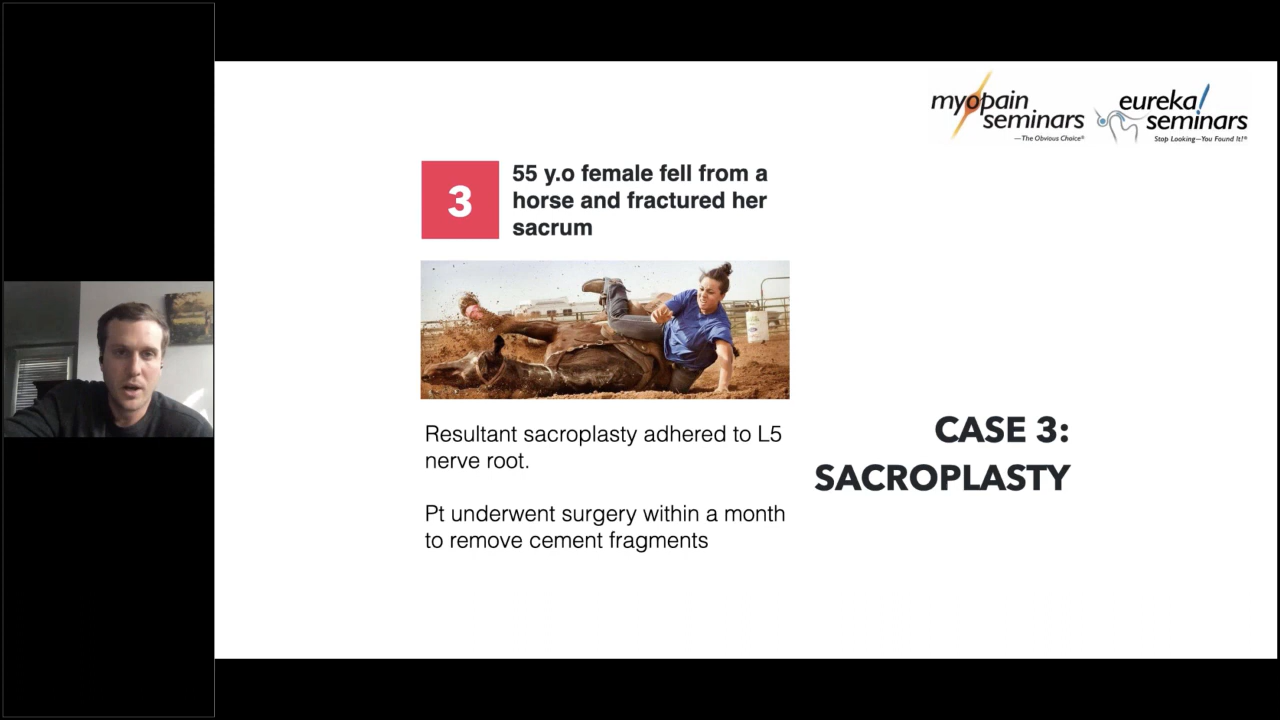 myopain
seminars
—The Obvious Choice®
eureka!
seminars
Stop Looking—You Found It!®
3
55 y.o female fell from a
horse and fractured her
sacrum
Resultant sacroplasty adhered to L5
nerve root.
Pt underwent surgery within a month
to remove cement fragments
CASE 3:
SACROPLASTY